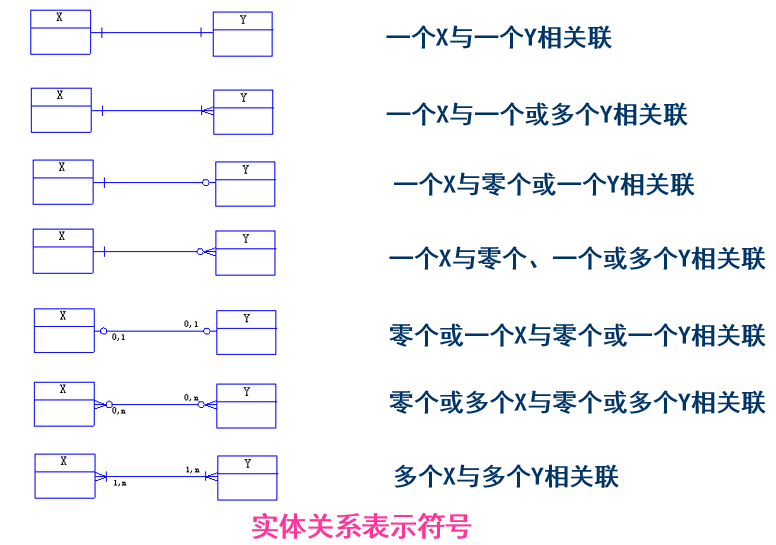 X Y 一个X与一个Y相关联
X Y 一个X与一个或多个Y相关联
X Y 一个X与零个或一个Y相关联
X Y 一个X与零个、一个或多个Y相关联
X 0,1 0,1 Y 零个或一个X与零个或一个Y相关联
X 0,n 0,n Y 零个或多个X与零个或多个Y相关联
X 1,n 1,n Y 多个X与多个Y相关联
实体关系表示符号